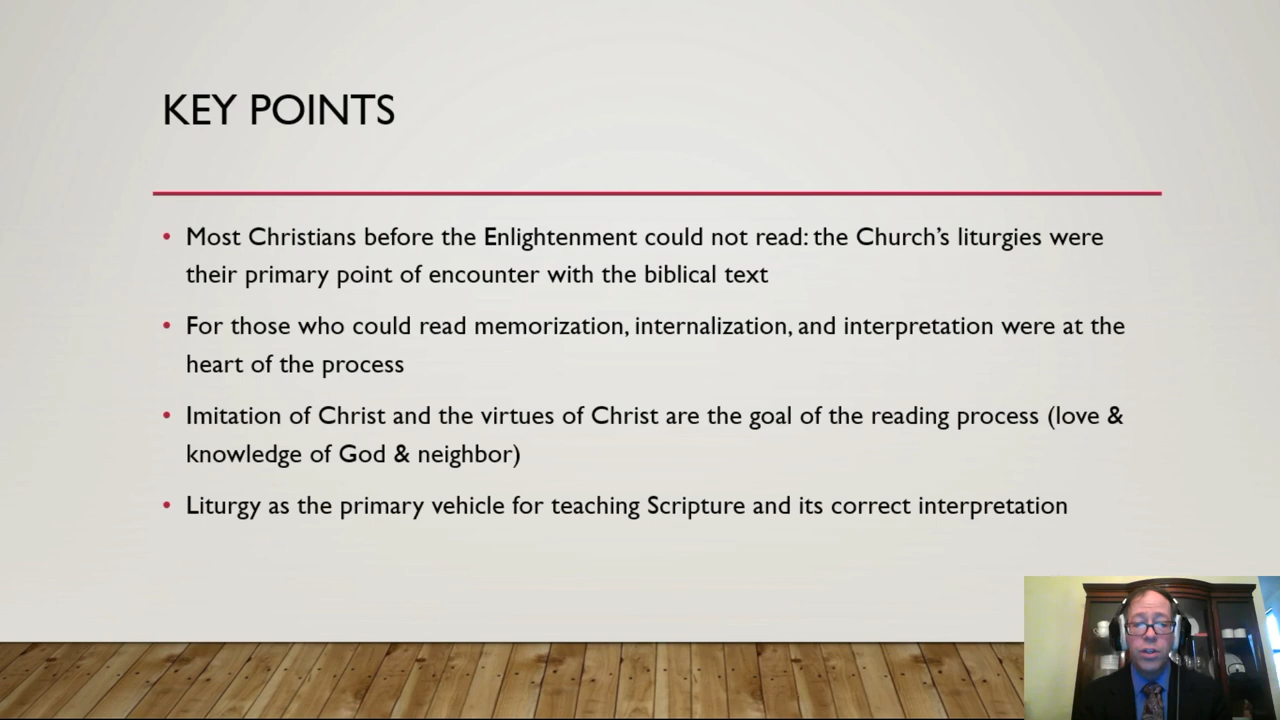 KEY POINTS
• Most Christians before the Enlightenment could not read: the Church’s liturgies were
their primary point of encounter with the biblical text
• For those who could read memorization, internalization, and interpretation were at the
heart of the process
• Imitation of Christ and the virtues of Christ are the goal of the reading process (love &
knowledge of God & neighbor)
• Liturgy as the primary vehicle for teaching Scripture and its correct interpretation